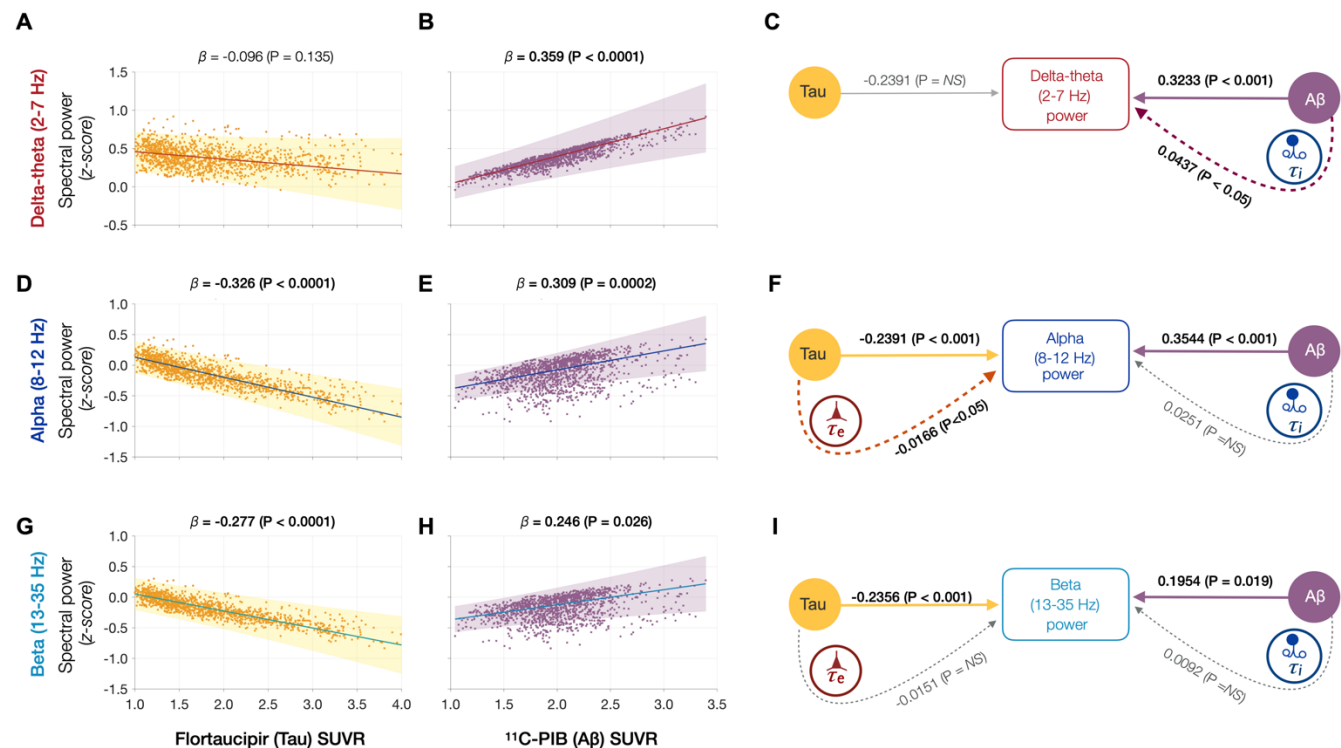 A
B
C
β = -0.096 (P = 0.135)
β = 0.359 (P < 0.0001)
Delta-theta (2-7 Hz)
Spectral power
(z-score)
1.5
1.0
0.5
0.0
-0.5
Tau
-0.2391 (P = NS)
Delta-theta
(2-7 Hz)
power
0.3233 (P < 0.001)
Aβ
τi
0.0437 (P < 0.05)
D
E
F
β = -0.326 (P < 0.0001)
β = 0.309 (P = 0.0002)
Alpha (8-12 Hz)
Spectral power
(z-score)
1.0
0.5
0.0
-0.5
-1.0
-1.5
Tau
-0.2391 (P < 0.001)
Alpha
(8-12 Hz)
power
0.3544 (P < 0.001)
Aβ
τe
-0.0166 (P<0.05)
0.0251 (P =NS)
τi
G
H
I
β = -0.277 (P < 0.0001)
β = 0.246 (P = 0.026)
Beta (13-35 Hz)
Spectral power
(z-score)
1.0
0.5
0.0
-0.5
-1.0
-1.5
1.0 1.5 2.0 2.5 3.0 3.5 4.0
1.0 1.5 2.0 2.5 3.0 3.5
Tau
-0.2356 (P < 0.001)
Beta
(13-35 Hz)
power
0.1954 (P = 0.019)
Aβ
τe
-0.0151 (P = NS)
0.0092 (P =NS)
τi
Flortaucipir (Tau) SUVR
¹¹C-PIB (Aβ) SUVR